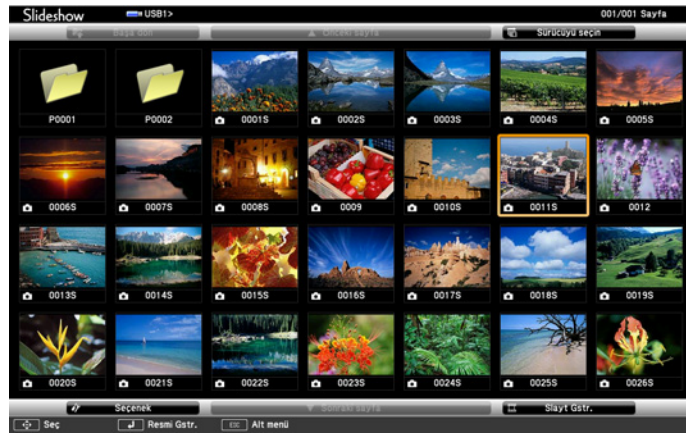 Slideshow USB1> 001/001 Sayfa
Başa dön Önceki sayfa Sürücüyü seçin
P0001 P0002 0001S 0002S 0003S 0004S 0005S
0006S 0007S 0008S 0009 0010S 0011S 0012
0013S 0014S 0015S 0016S 0017S 0018S 0019S
0020S 0021S 0022S 0023S 0024S 0025S 0026S
Seçenek Sonraki sayfa Slayt Gstr.
Seç Resmi Gstr. Esc Alt menü